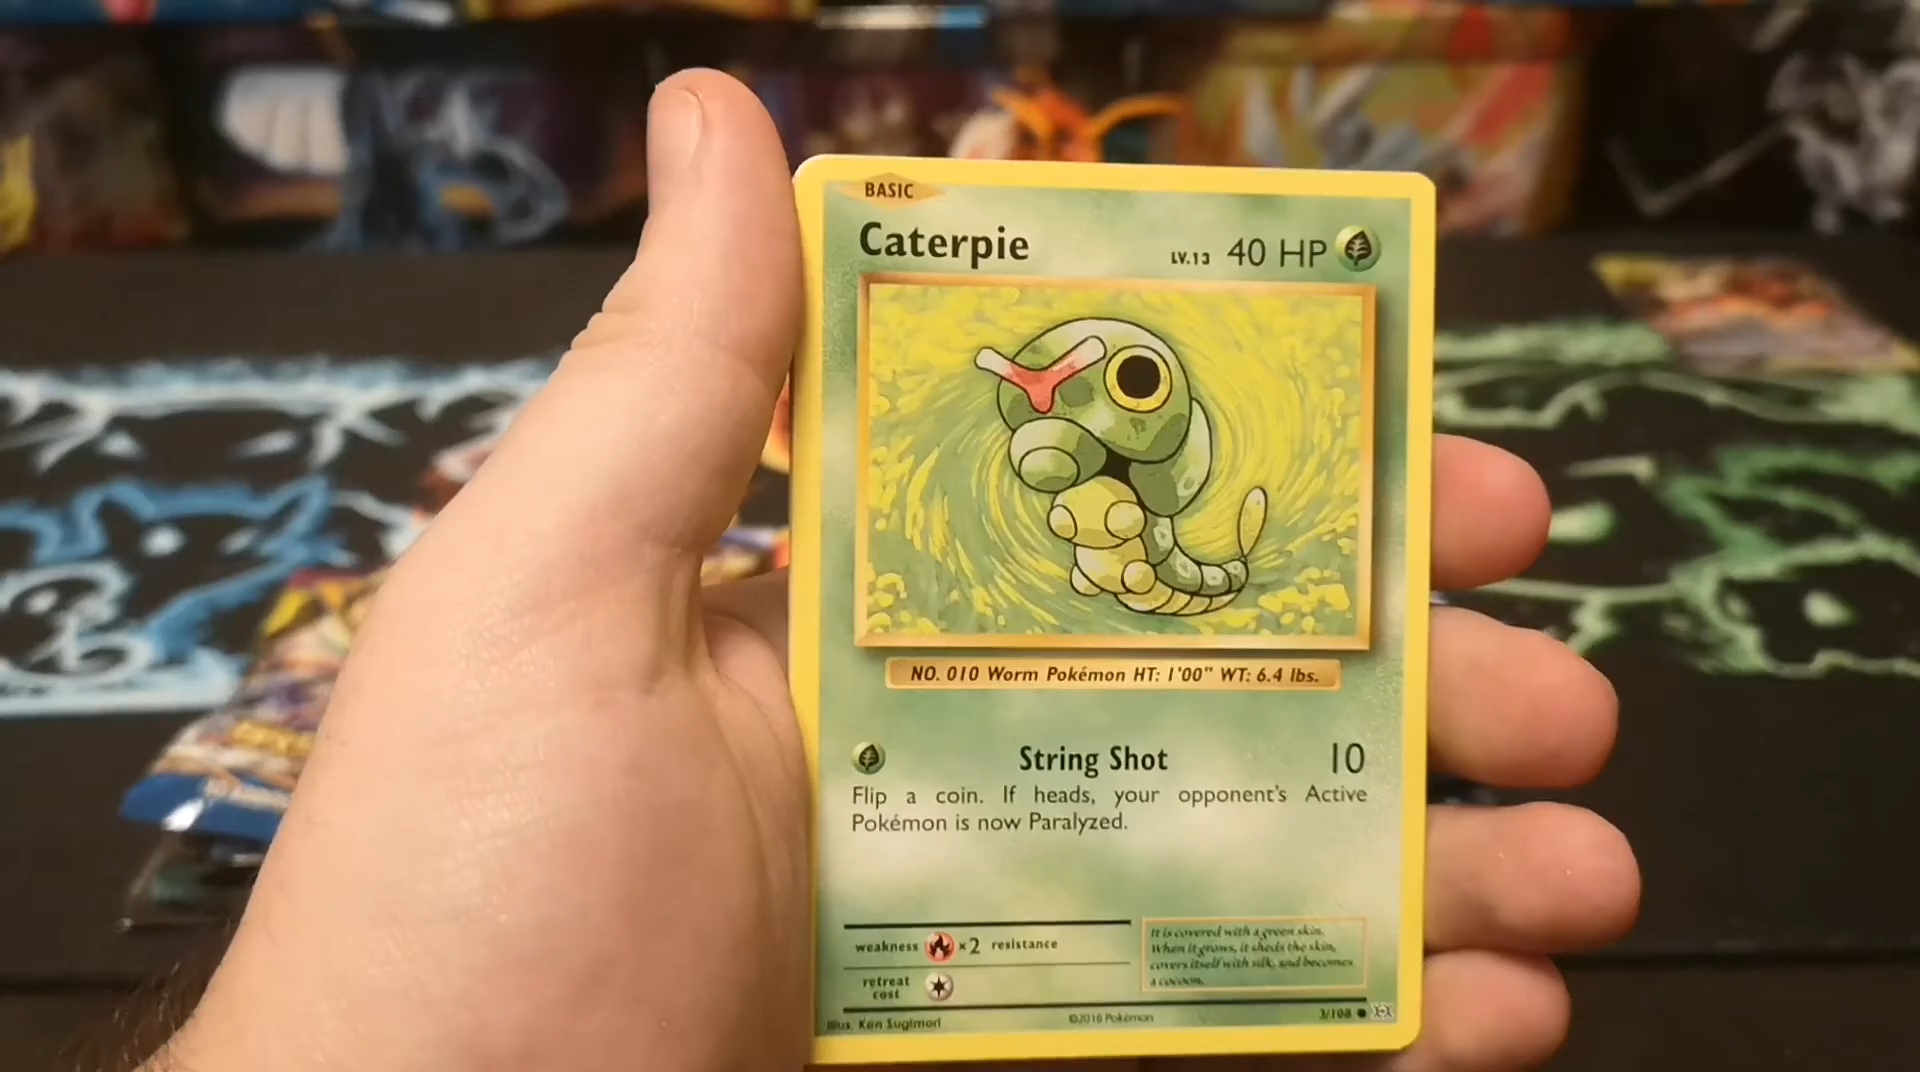 BASIC
Caterpie
LV.13 40 HP
NO. 010 Worm Pokémon HT: 1'00" WT: 6.4 lbs.
String Shot 10
Flip a coin. If heads, your opponent's Active
Pokémon is now Paralyzed.
weakness ×2 resistance
retreat
cost
It is covered with a green skin.
When it grows, it sheds the skin,
covers itself with silk, and becomes
a cocoon.
Illus. Ken Sugimori
©2016 Pokémon
3/108